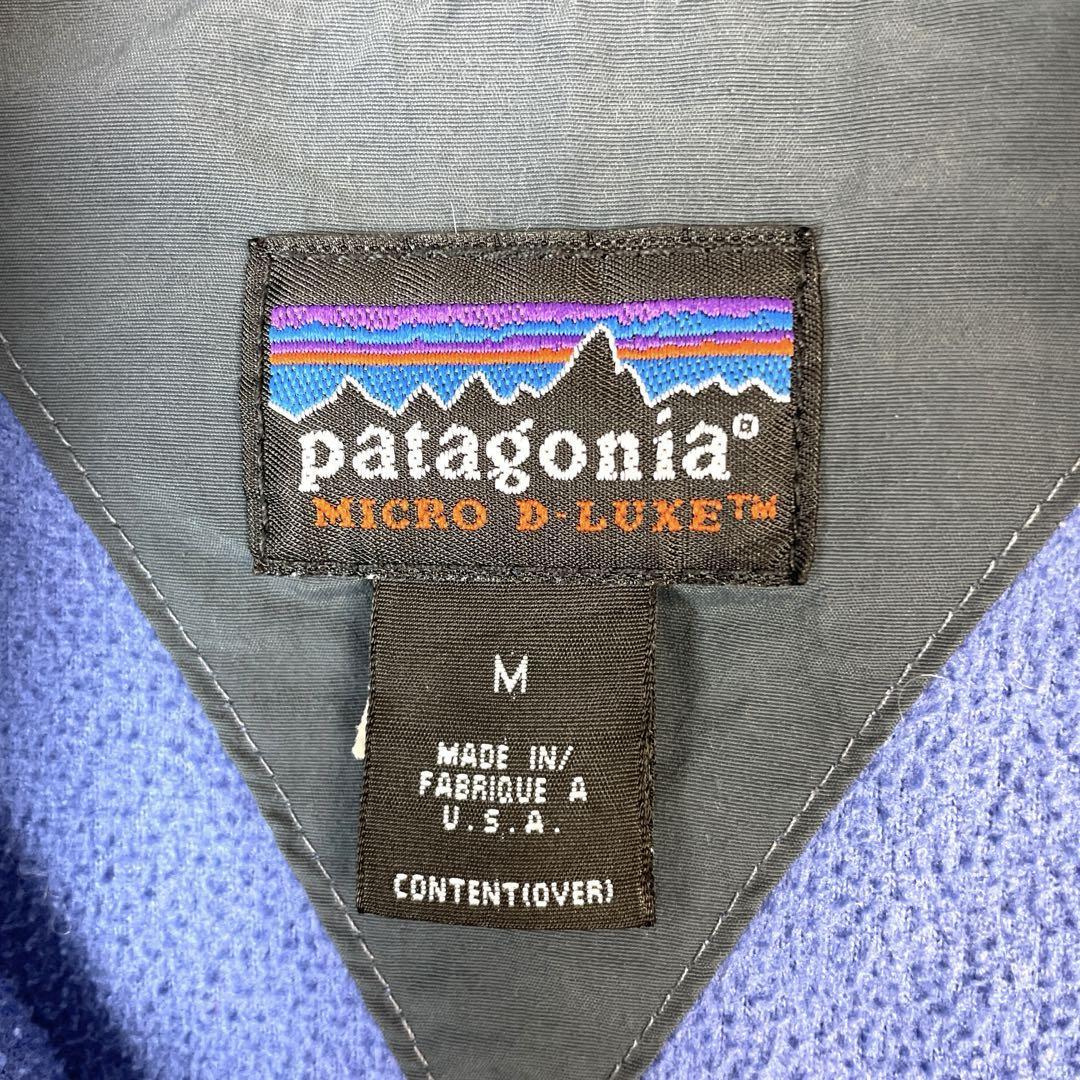 patagonia®
MICRO D-LUXE™
M
MADE IN/
FABRIQUE A
U.S.A.
CONTENT(OVER)